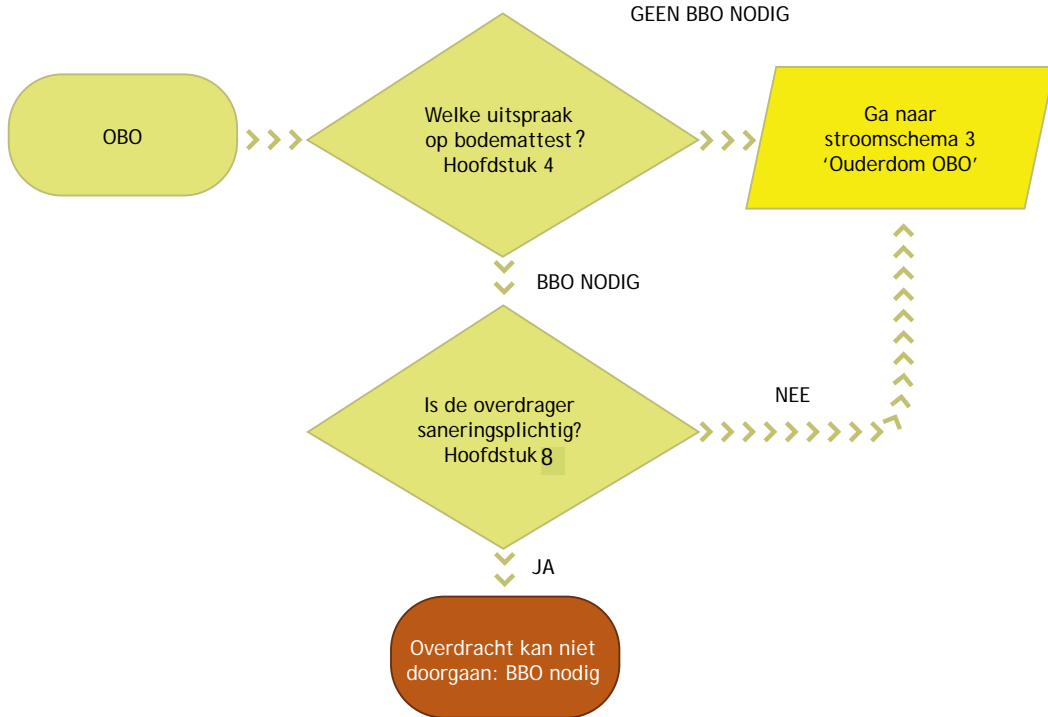 GEEN BBO NODIG
OBO
Welke uitspraak
op bodemattest?
Hoofdstuk 4
Ga naar
stroomschema 3
‘Ouderdom OBO’
BBO NODIG
Is de overdrager
saneringsplichtig?
Hoofdstuk 8
NEE
JA
Overdracht kan niet
doorgaan: BBO nodig